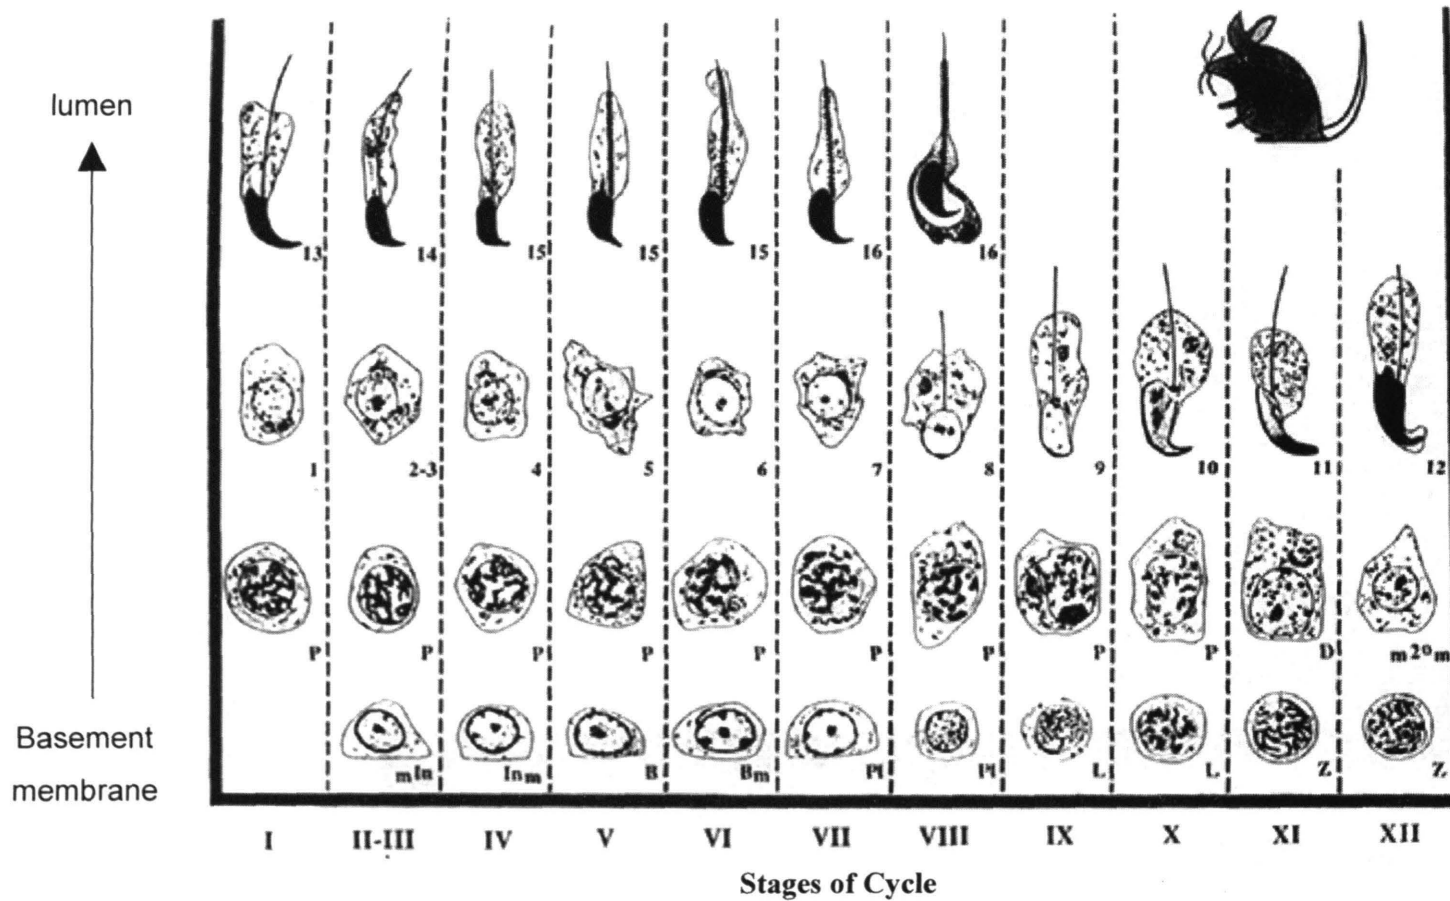 lumen
13 14 15 15 15 16 16
1 2-3 4 5 6 7 8 9 10 11 12
P P P P P P P P P D m2°m
Basement
membrane
mIn Inm B Bm Pl Pl L L Z Z
I II-III IV V VI VII VIII IX X XI XII
Stages of Cycle